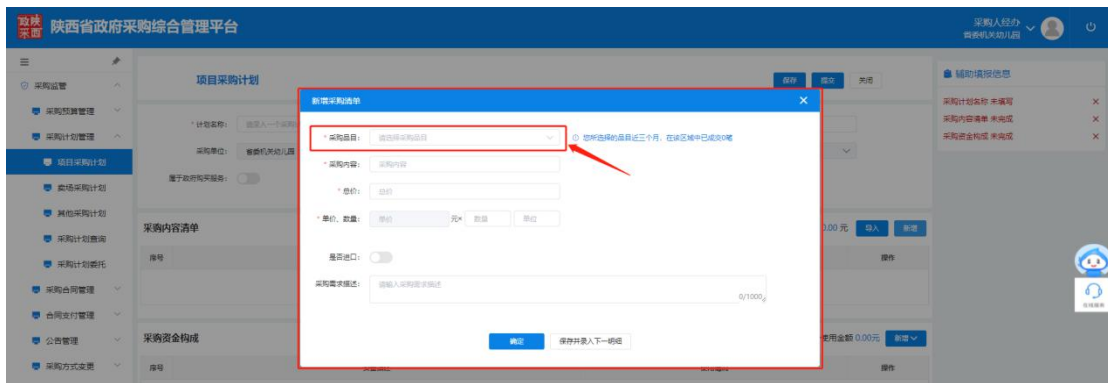 政陕
采西
陕西省政府采购综合管理平台
采购人经办
省委机关幼儿园
采购监管
采购预算管理
采购计划管理
项目采购计划
卖场采购计划
其他采购计划
采购计划查询
采购计划委托
采购合同管理
合同支付管理
公告管理
采购方式变更
项目采购计划
保存
提交
关闭
* 计划名称:
采购单位: 省委机关幼儿园
属于政府购买服务:
采购内容清单
0.00 元
导入
新增
序号
操作
采购资金构成
使用金额 0.00元
新增
序号
操作
新增采购清单
×
* 采购品目: 请选择采购品目
您所选择的品目近三个月,在该区域中已成交0笔
* 采购内容: 采购内容
* 总价: 总价
* 单价、数量: 单价 元× 数量 单位
是否进口:
采购需求描述: 请输入采购需求描述
0/1000
确定
保存并录入下一明细
辅助填报信息
采购计划名称 未填写 ×
采购内容清单 未完成 ×
采购资金构成 未完成 ×